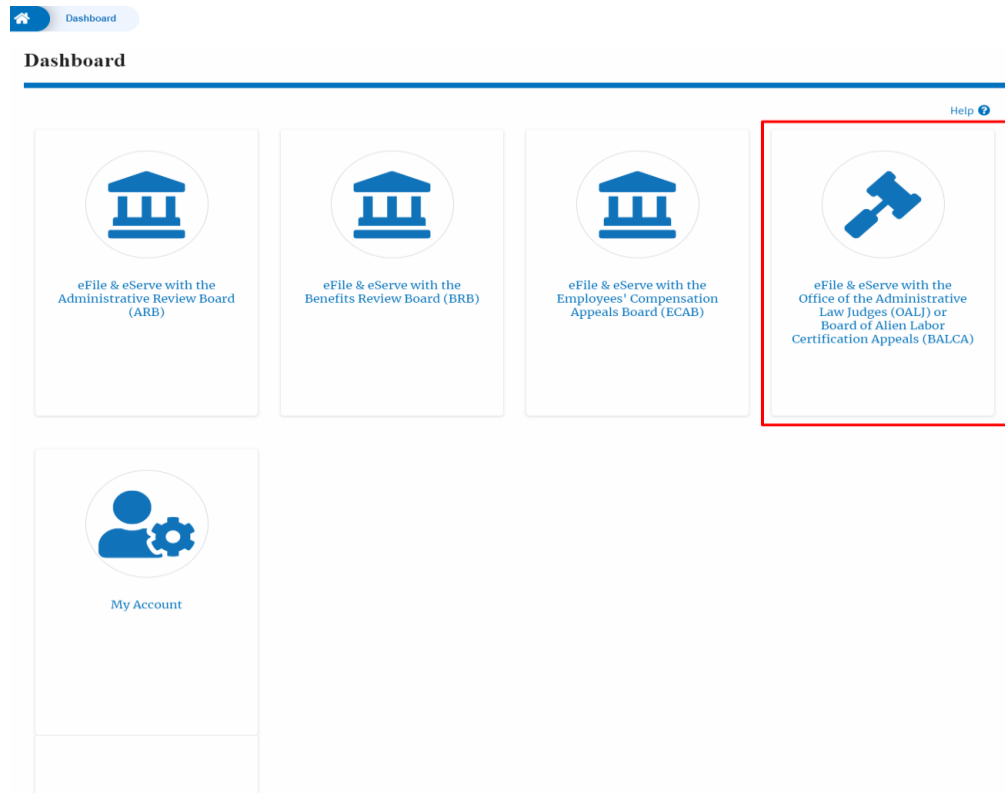 Dashboard
Dashboard
Help
eFile & eServe with the
Administrative Review Board
(ARB)
eFile & eServe with the
Benefits Review Board (BRB)
eFile & eServe with the
Employees' Compensation
Appeals Board (ECAB)
eFile & eServe with the
Office of the Administrative
Law Judges (OALJ) or
Board of Alien Labor
Certification Appeals (BALCA)
My Account